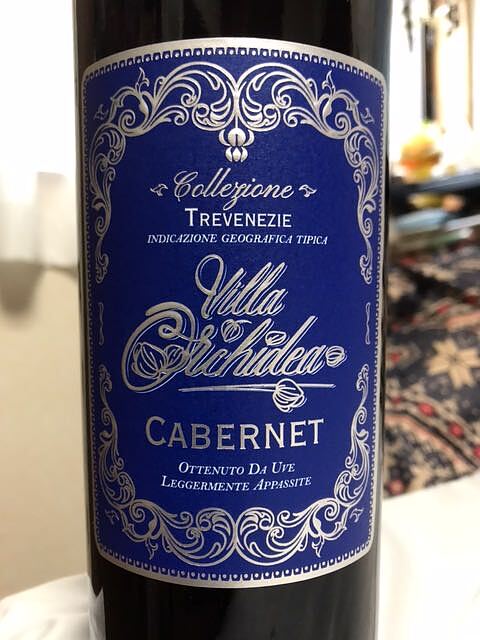 Collezione
TREVENEZIE
INDICAZIONE GEOGRAFICA TIPICA
Villa
Orchidea
CABERNET
OTTENUTO DA UVE
LEGGERMENTE APPASSITE